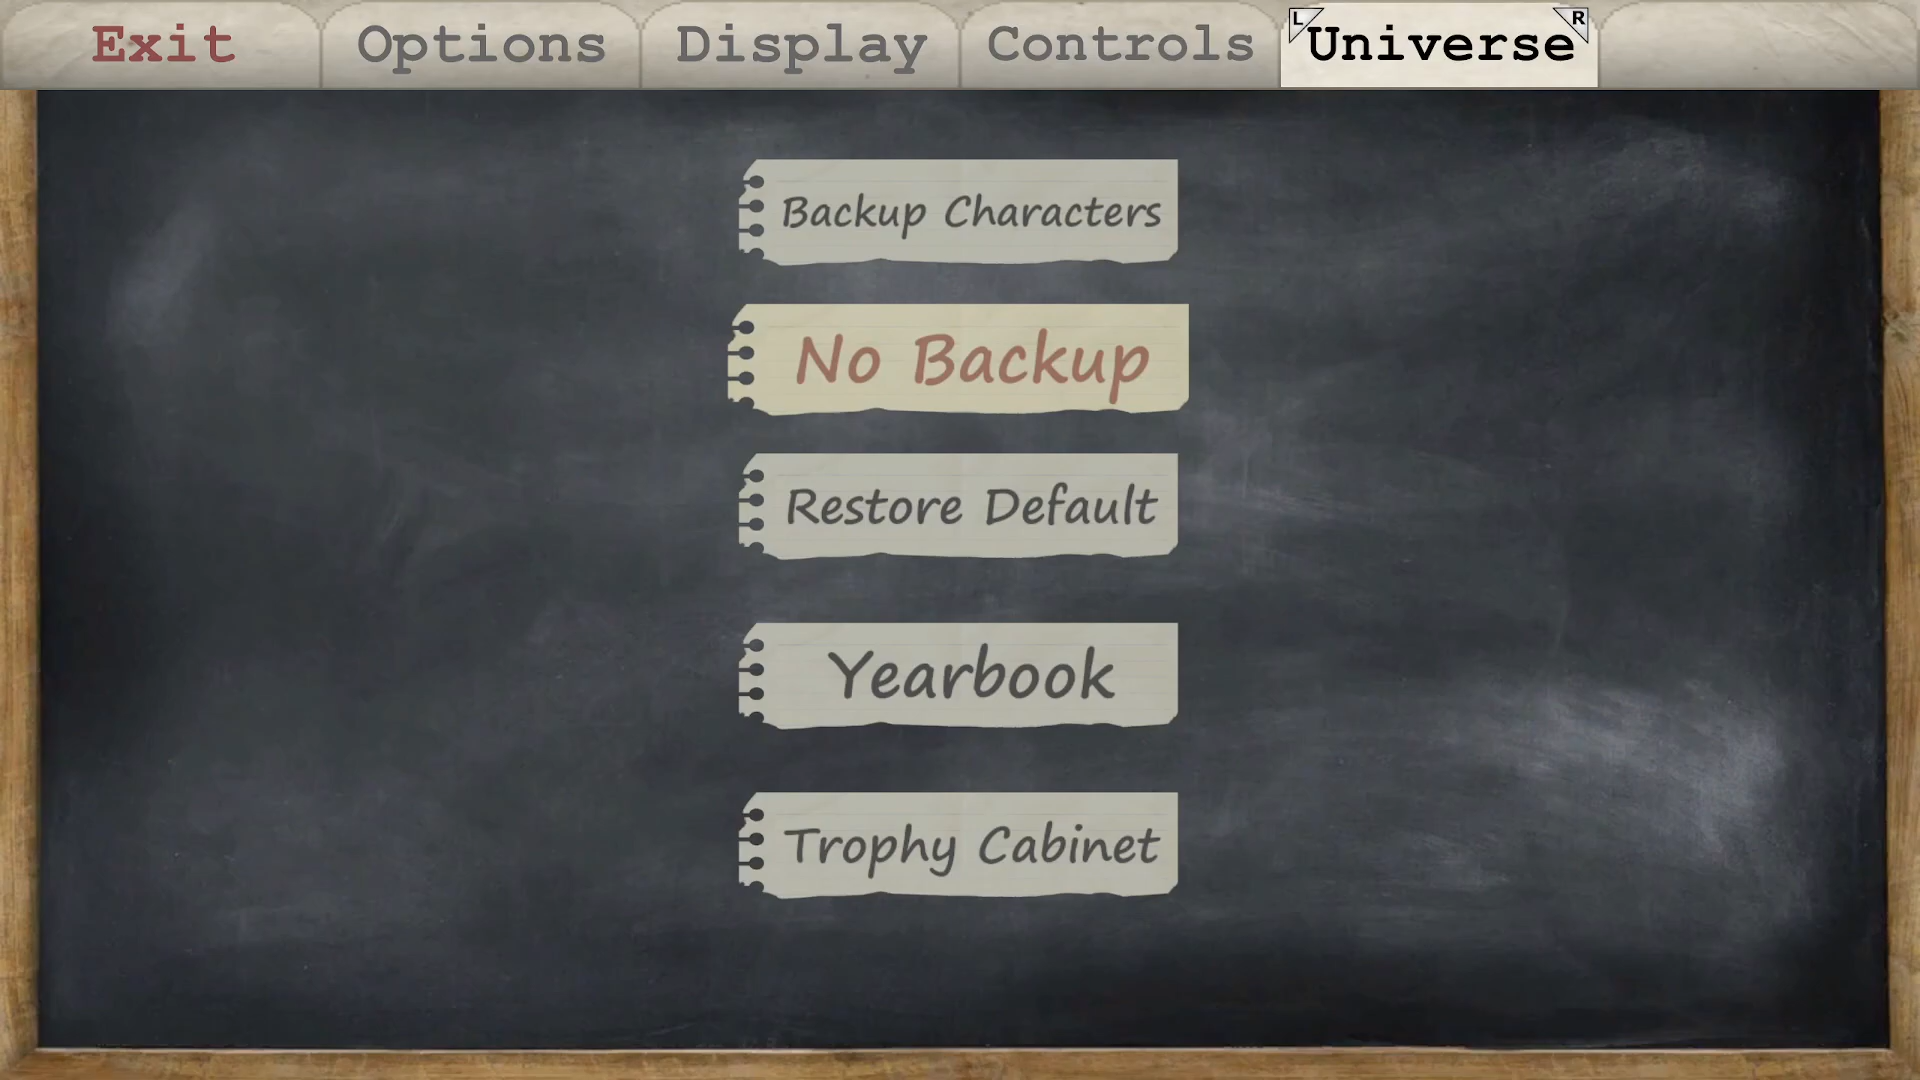 Exit
Options
Display
Controls
L
Universe
R
Backup Characters
No Backup
Restore Default
Yearbook
Trophy Cabinet